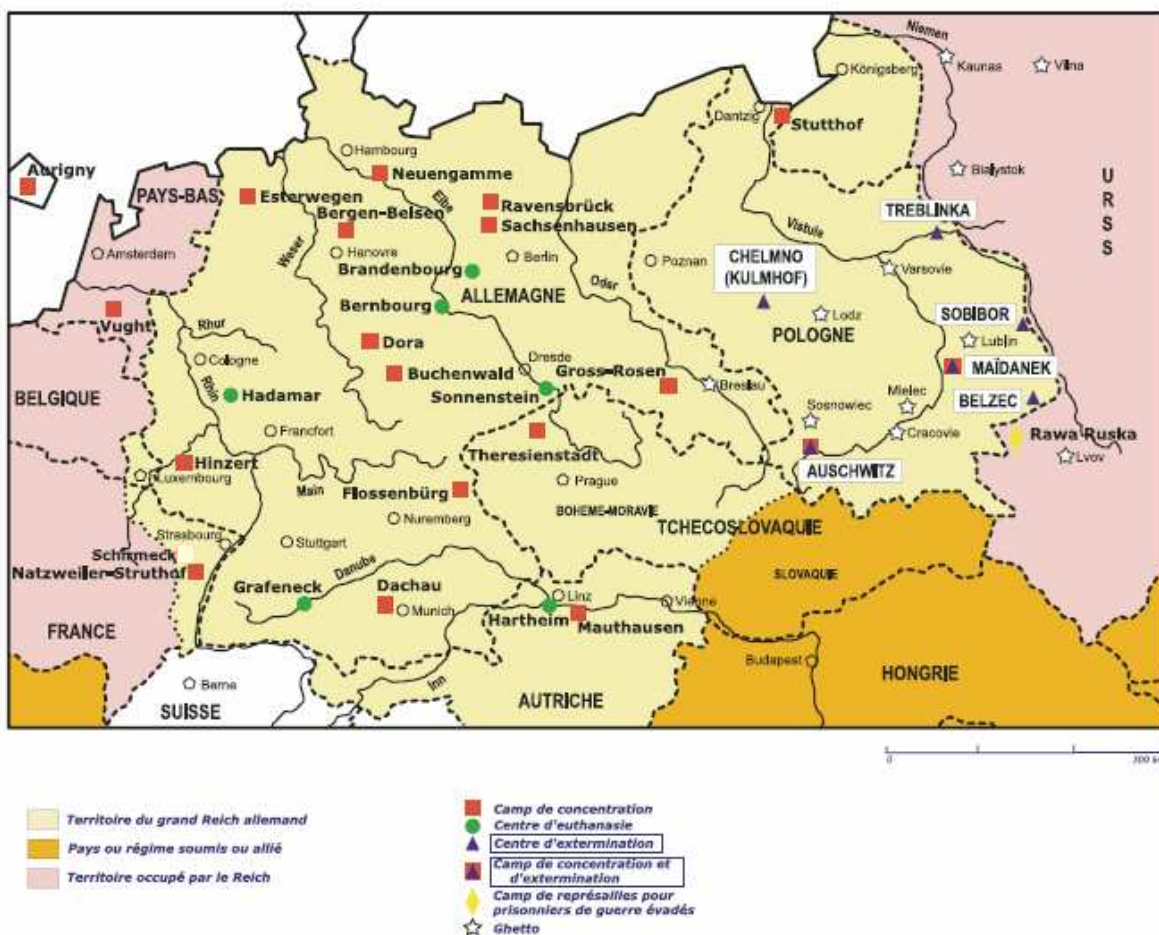 Niemen
Kaunas
Vilna
Königsberg
Dantzig
Stutthof
Hambourg
Neuengamme
Aurigny
PAYS-BAS
Esterwegen
Bergen-Belsen
Elbe
Ravensbrück
Sachsenhausen
Bialystok
URSS
TREBLINKA
Vistule
Amsterdam
Weser
Hanovre
Berlin
Brandenbourg
Oder
Poznan
CHELMNO
(KULMHOF)
Varsovie
Bernbourg
ALLEMAGNE
Vught
Rhur
Lodz
SOBIBOR
POLOGNE
Lublin
Dora
Cologne
Dresde
Buchenwald
Gross-Rosen
MAÏDANEK
Rhin
Sonnenstein
Breslau
BELGIQUE
Hadamar
Mielec
BELZEC
Sosnowiec
Francfort
Cracovie
Rawa Ruska
Theresienstadt
Lvov
Hinzert
AUSCHWITZ
Luxembourg
Main
Flossenbürg
Prague
Nuremberg
BOHEME-MORAVIE
TCHECOSLOVAQUIE
Strasbourg
Stuttgart
Schirmeck
Natzweiler-Struthof
Danube
SLOVAQUIE
Grafeneck
Dachau
Linz
Vienne
Munich
Hartheim
Mauthausen
FRANCE
Budapest
HONGRIE
Berne
Inn
AUTRICHE
SUISSE
0
Territoire du grand Reich allemand
Pays ou régime soumis ou allié
Territoire occupé par le Reich
Camp de concentration
Centre d'euthanasie
Centre d'extermination
Camp de concentration et
d'extermination
Camp de représailles pour
prisonniers de guerre évadés
Ghetto